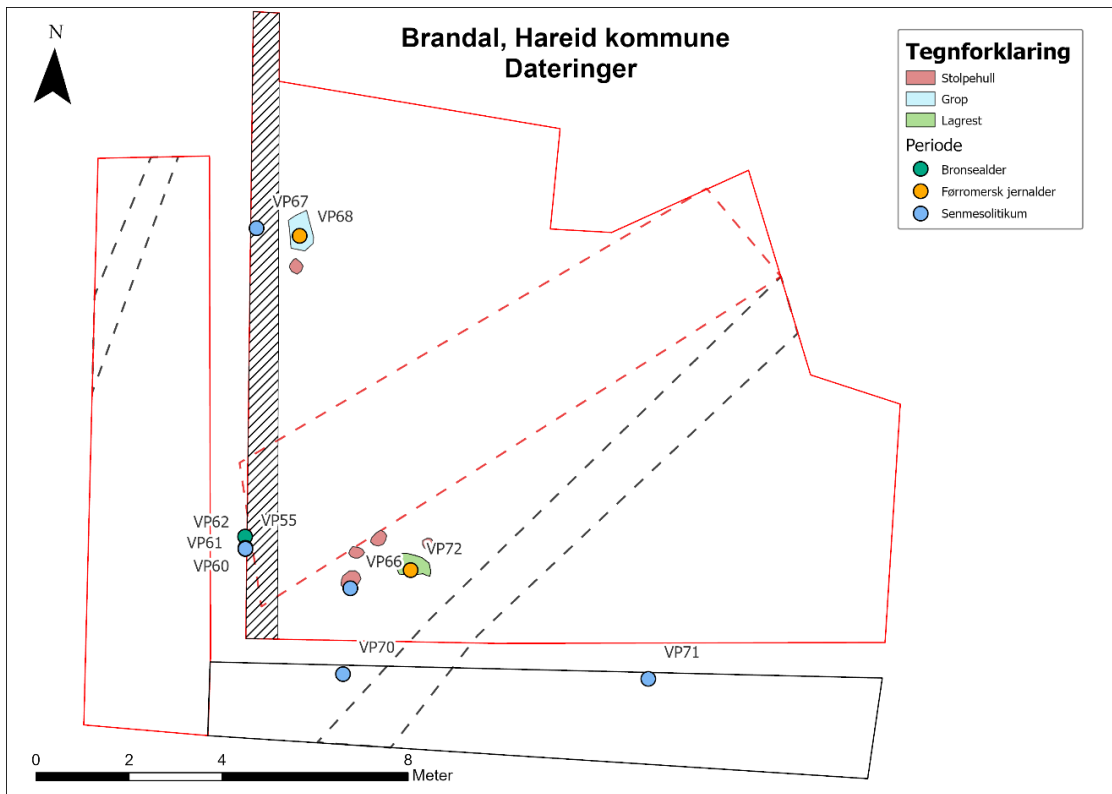 N
Brandal, Hareid kommune
Dateringer
Tegnforklaring
Stolpehull
Grop
Lagrest
Periode
Bronsealder
Førromersk jernalder
Senmesolitikum
VP67
VP68
VP62
VP55
VP61
VP60
VP72
VP66
VP70
VP71
0 2 4 8
Meter